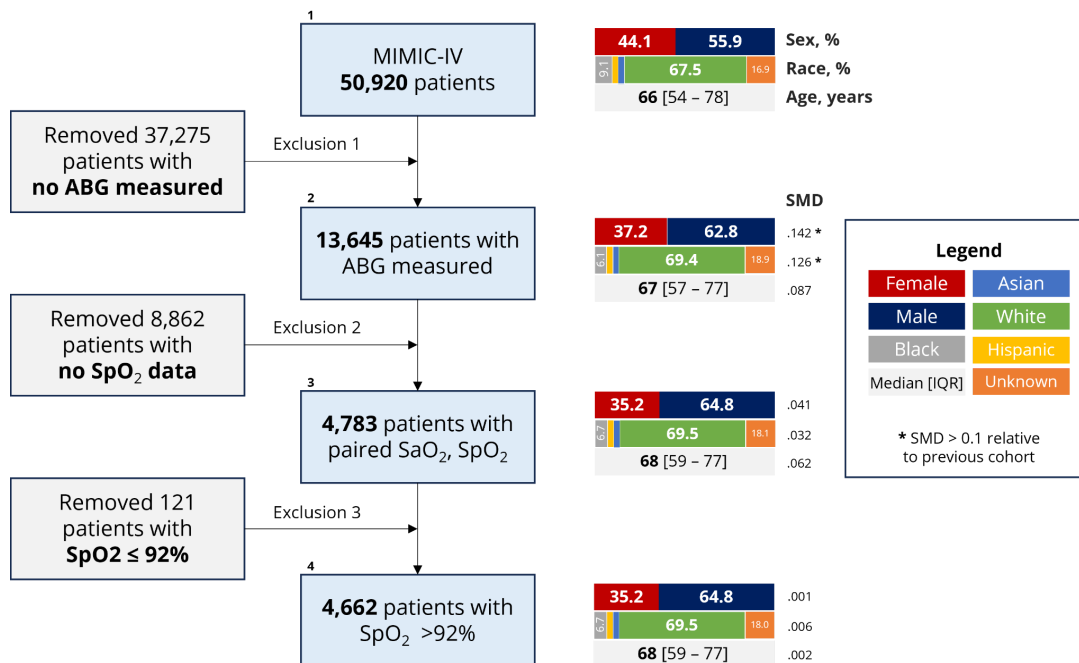 1
MIMIC-IV
50,920 patients
44.1 55.9 Sex, %
9.1 67.5 16.9 Race, %
66 [54 – 78] Age, years
Removed 37,275
patients with
no ABG measured
Exclusion 1
2
13,645 patients with
ABG measured
SMD
37.2 62.8 .142 *
6.1 69.4 18.9 .126 *
67 [57 – 77] .087
Legend
Female Asian
Male White
Black Hispanic
Median [IQR] Unknown
* SMD > 0.1 relative
to previous cohort
Removed 8,862
patients with
no SpO₂ data
Exclusion 2
3
4,783 patients with
paired SaO₂, SpO₂
35.2 64.8 .041
6.7 69.5 18.1 .032
68 [59 – 77] .062
Removed 121
patients with
SpO2 ≤ 92%
Exclusion 3
4
4,662 patients with
SpO₂ >92%
35.2 64.8 .001
6.7 69.5 18.0 .006
68 [59 – 77] .002